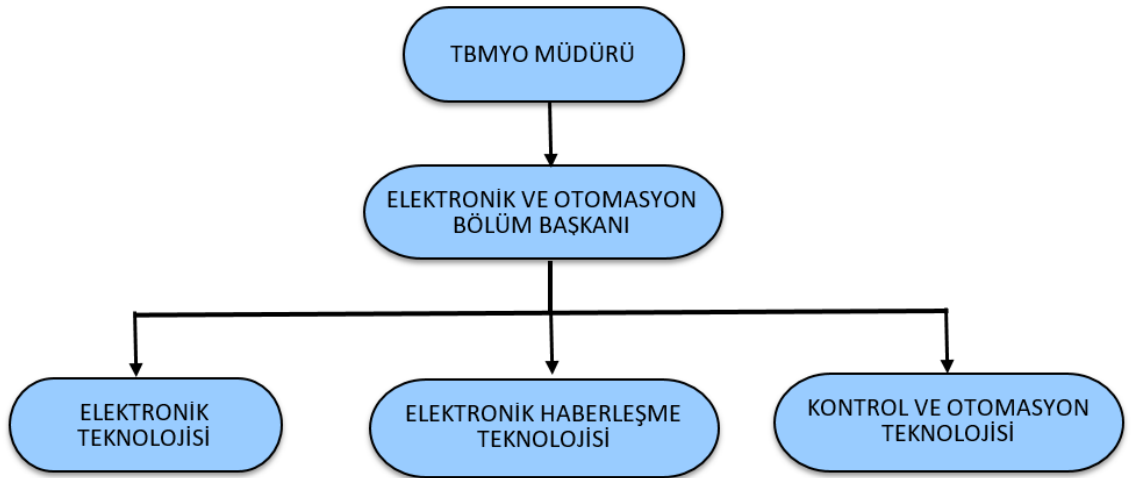 TBMYO MÜDÜRÜ
ELEKTRONİK VE OTOMASYON
BÖLÜM BAŞKANI
ELEKTRONİK
TEKNOLOJİSİ
ELEKTRONİK HABERLEŞME
TEKNOLOJİSİ
KONTROL VE OTOMASYON
TEKNOLOJİSİ